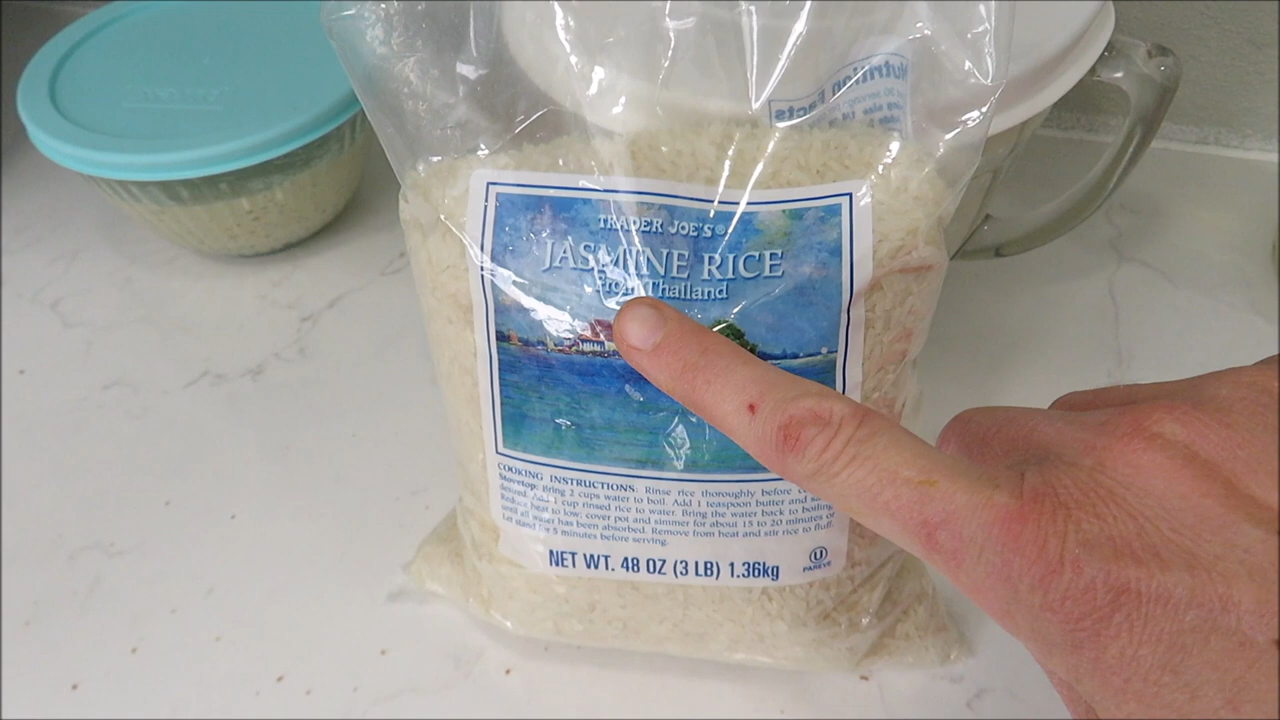 Nutrition
Facts
TRADER JOE'S®
JASMINE RICE
From Thailand
COOKING INSTRUCTIONS: Rinse rice thoroughly before
Stovetop: Bring 2 cups water to boil. Add 1 teaspoon butter and
desired. Add 1 cup rinsed rice to water. Bring the water back to boiling.
Reduce heat to low; cover pot and simmer for about 15 to 20 minutes or
until all water has been absorbed. Remove from heat and stir rice to fluff.
Let stand for 5 minutes before serving.
NET WT. 48 OZ (3 LB) 1.36kg
U
PAREVE